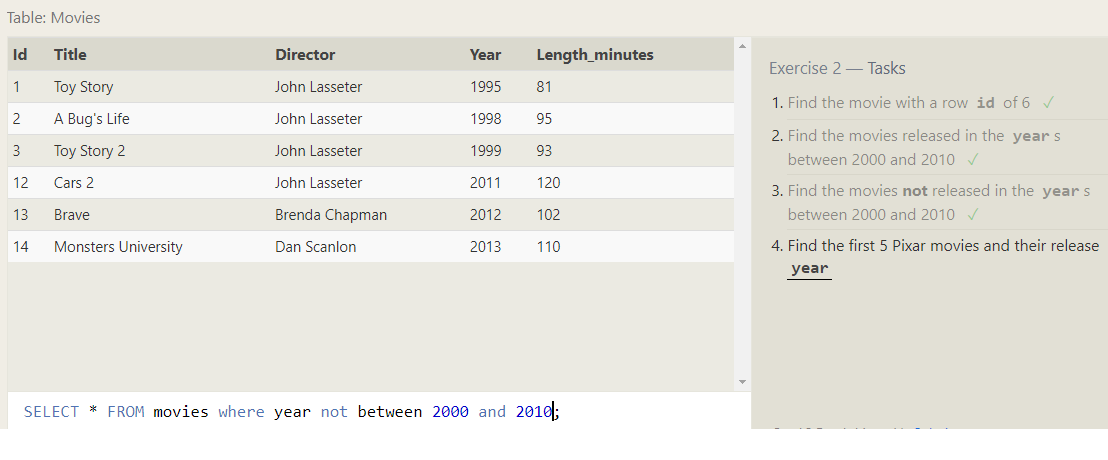 Table: Movies
Id Title Director Year Length_minutes
1 Toy Story John Lasseter 1995 81
2 A Bug's Life John Lasseter 1998 95
3 Toy Story 2 John Lasseter 1999 93
12 Cars 2 John Lasseter 2011 120
13 Brave Brenda Chapman 2012 102
14 Monsters University Dan Scanlon 2013 110
SELECT * FROM movies where year not between 2000 and 2010;
Exercise 2 — Tasks
1. Find the movie with a row id of 6 ✓
2. Find the movies released in the year s
between 2000 and 2010 ✓
3. Find the movies not released in the year s
between 2000 and 2010 ✓
4. Find the first 5 Pixar movies and their release
year